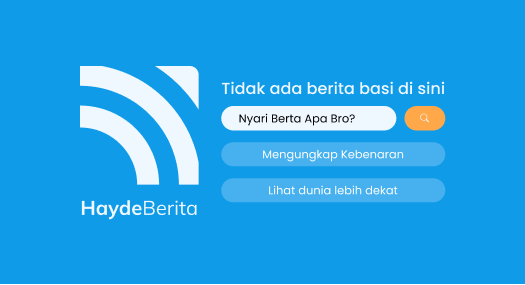 Tidak ada berita basi di sini
Nyari Berta Apa Bro?
Mengungkap Kebenaran
Lihat dunia lebih dekat
HaydeBerita